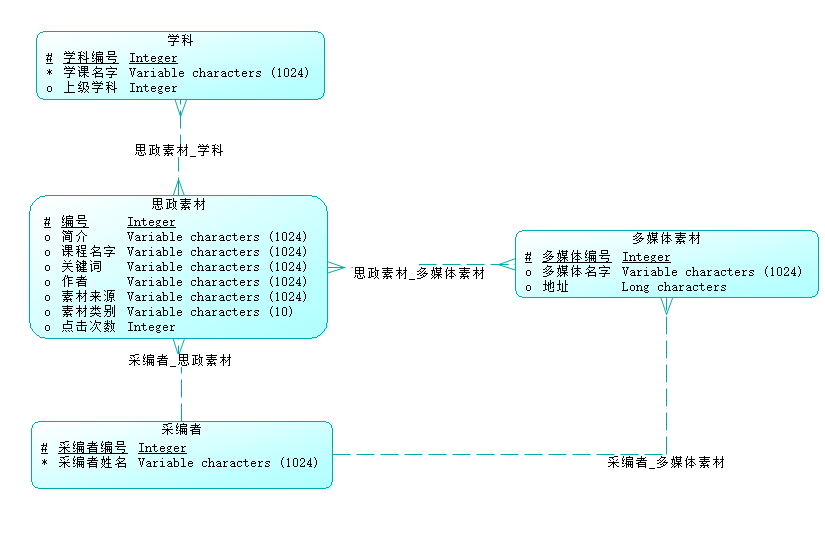 学科
# 学科编号 Integer
* 学课名字 Variable characters (1024)
o 上级学科 Integer
思政素材_学科
思政素材
# 编号 Integer
o 简介 Variable characters (1024)
o 课程名字 Variable characters (1024)
o 关键词 Variable characters (1024)
o 作者 Variable characters (1024)
o 素材来源 Variable characters (1024)
o 素材类别 Variable characters (10)
o 点击次数 Integer
思政素材_多媒体素材
多媒体素材
# 多媒体编号 Integer
o 多媒体名字 Variable characters (1024)
o 地址 Long characters
采编者_思政素材
采编者
# 采编者编号 Integer
* 采编者姓名 Variable characters (1024)
采编者_多媒体素材